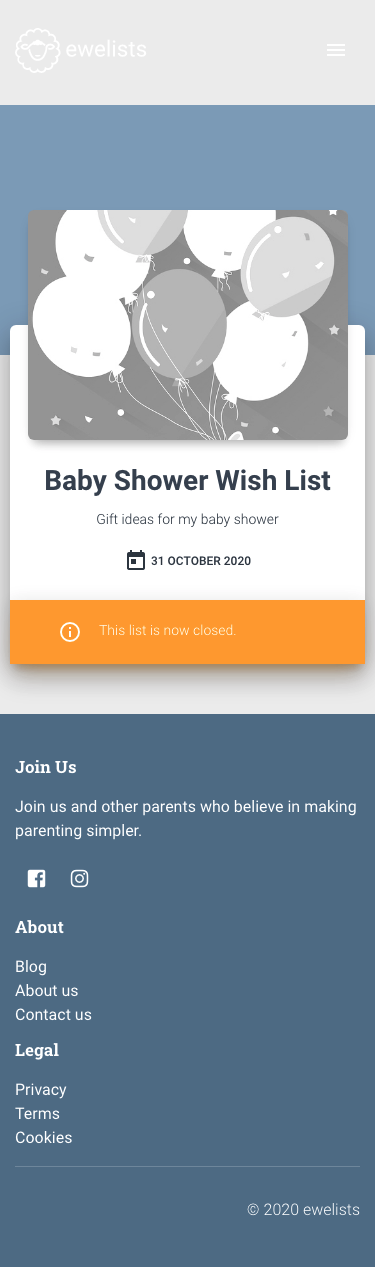 ewelists
Baby Shower Wish List
Gift ideas for my baby shower
31 OCTOBER 2020
This list is now closed.
Join Us
Join us and other parents who believe in making
parenting simpler.
About
Blog
About us
Contact us
Legal
Privacy
Terms
Cookies
© 2020 ewelists